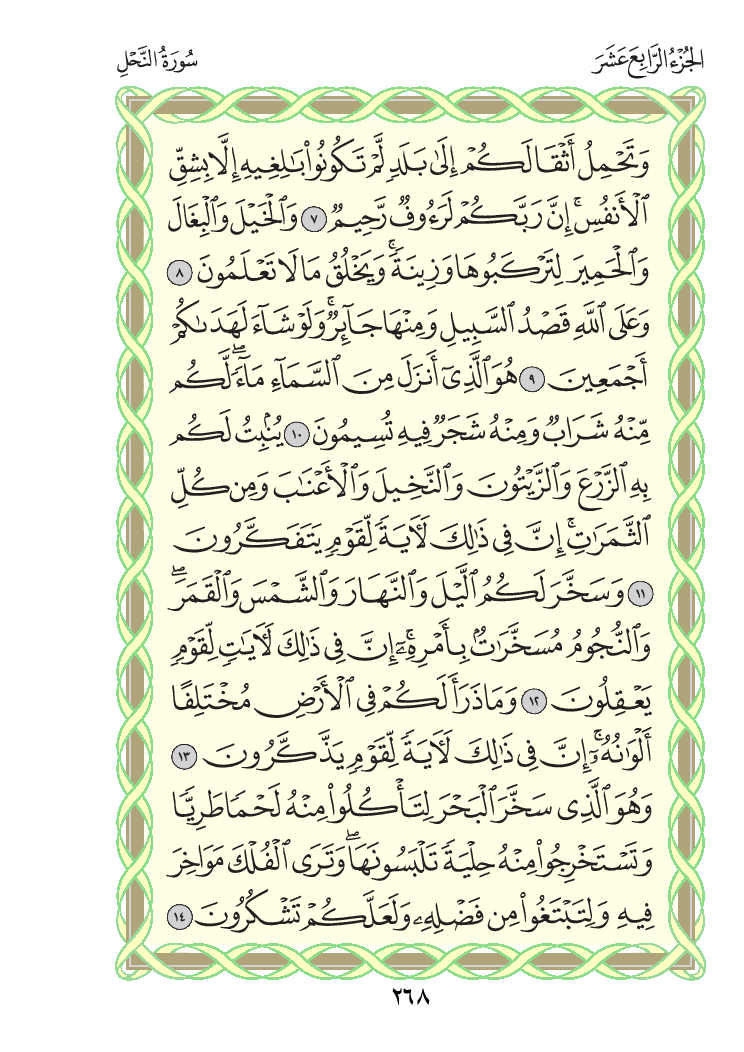 الجُزْءُ الرَّابِعَ عَشَرَ
سُورَةُ النَّحْلِ
وَتَحْمِلُ أَثْقَالَكُمْ إِلَىٰ بَلَدٍ لَّمْ تَكُونُوا۟ بَٰلِغِيهِ إِلَّا بِشِقِّ
ٱلْأَنفُسِ ۚ إِنَّ رَبَّكُمْ لَرَءُوفٌ رَّحِيمٌ ٧ وَٱلْخَيْلَ وَٱلْبِغَالَ
وَٱلْحَمِيرَ لِتَرْكَبُوهَا وَزِينَةً ۚ وَيَخْلُقُ مَا لَا تَعْلَمُونَ ٨
وَعَلَى ٱللَّهِ قَصْدُ ٱلسَّبِيلِ وَمِنْهَا جَآئِرٌ ۚ وَلَوْ شَآءَ لَهَدَىٰكُمْ
أَجْمَعِينَ ٩ هُوَ ٱلَّذِىٓ أَنزَلَ مِنَ ٱلسَّمَآءِ مَآءً ۖ لَّكُم
مِّنْهُ شَرَابٌ وَمِنْهُ شَجَرٌ فِيهِ تُسِيمُونَ ١٠ يُنۢبِتُ لَكُم
بِهِ ٱلزَّرْعَ وَٱلزَّيْتُونَ وَٱلنَّخِيلَ وَٱلْأَعْنَٰبَ وَمِن كُلِّ
ٱلثَّمَرَٰتِ ۗ إِنَّ فِى ذَٰلِكَ لَءَايَةً لِّقَوْمٍ يَتَفَكَّرُونَ
١١ وَسَخَّرَ لَكُمُ ٱلَّيْلَ وَٱلنَّهَارَ وَٱلشَّمْسَ وَٱلْقَمَرَ ۖ
وَٱلنُّجُومُ مُسَخَّرَٰتٌۢ بِأَمْرِهِۦٓ ۗ إِنَّ فِى ذَٰلِكَ لَءَايَٰتٍ لِّقَوْمٍ
يَعْقِلُونَ ١٢ وَمَا ذَرَأَ لَكُمْ فِى ٱلْأَرْضِ مُخْتَلِفًا
أَلْوَٰنُهُۥٓ ۗ إِنَّ فِى ذَٰلِكَ لَءَايَةً لِّقَوْمٍ يَذَّكَّرُونَ ١٣
وَهُوَ ٱلَّذِى سَخَّرَ ٱلْبَحْرَ لِتَأْكُلُوا۟ مِنْهُ لَحْمًا طَرِيًّا
وَتَسْتَخْرِجُوا۟ مِنْهُ حِلْيَةً تَلْبَسُونَهَا ۖ وَتَرَى ٱلْفُلْكَ مَوَاخِرَ
فِيهِ وَلِتَبْتَغُوا۟ مِن فَضْلِهِۦ وَلَعَلَّكُمْ تَشْكُرُونَ ١٤
٢٦٨